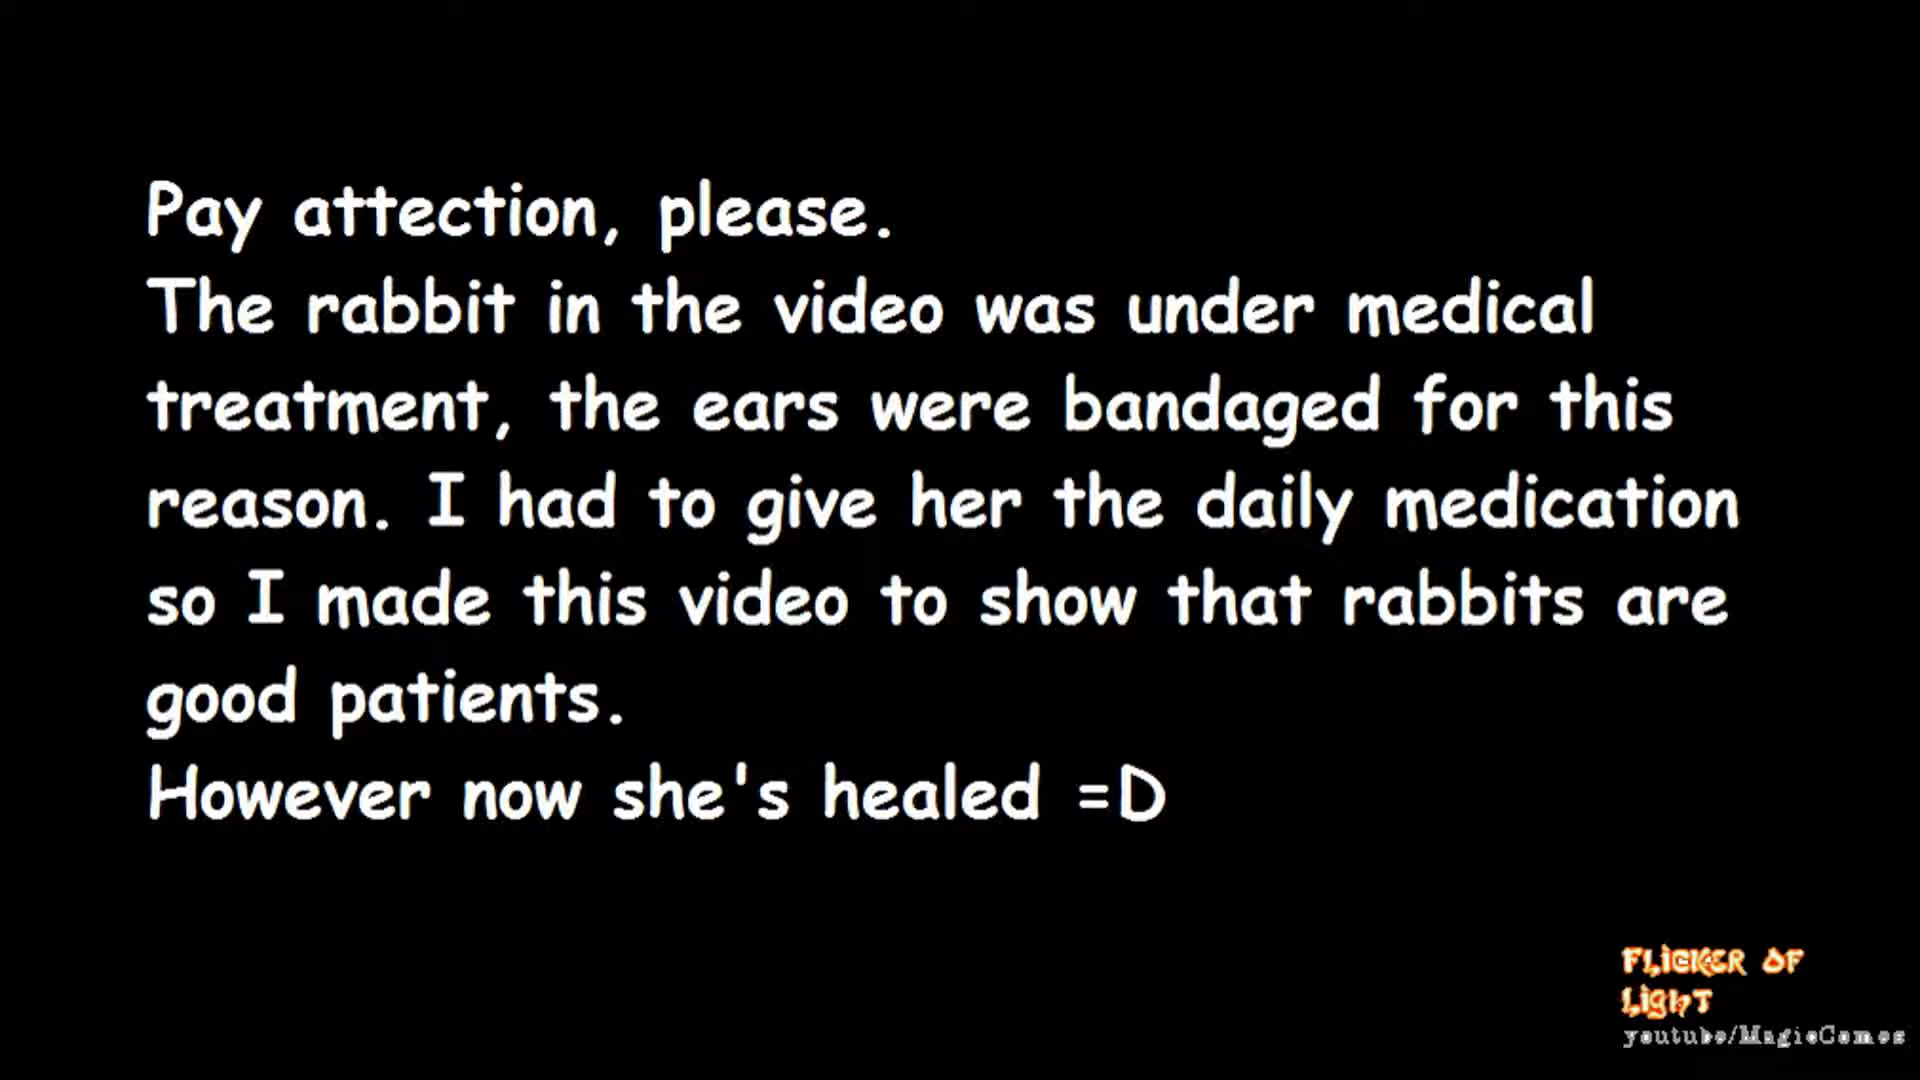 Pay attection, please.
The rabbit in the video was under medical
treatment, the ears were bandaged for this
reason. I had to give her the daily medication
so I made this video to show that rabbits are
good patients.
However now she's healed =D
FLiCKER OF
LighT
youtube/MagicComes